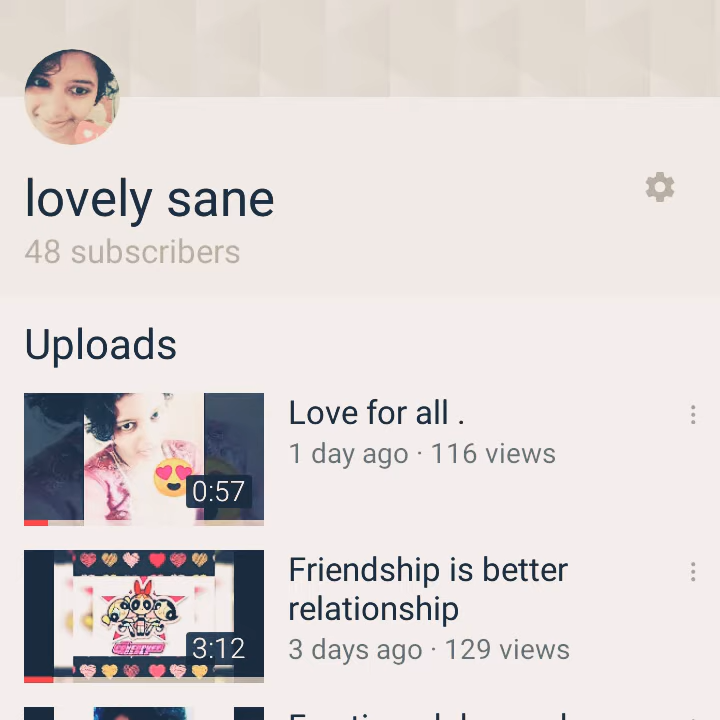 lovely sane
48 subscribers
Uploads
Love for all .
1 day ago · 116 views
0:57
Friendship is better
relationship
3 days ago · 129 views
3:12